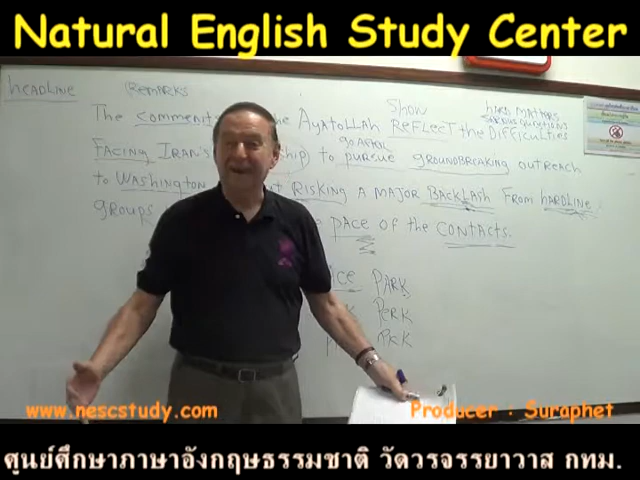 Natural English Study Center
headline
Remarks
Show
hard matters
serious questions
The comments
the Ayatollah Reflect the Difficulties
go after
Facing Iran's
ship) to pursue groundbreaking outreach
to Washington
Risking a major Backlash From hardline
groups
pace of the contacts.
Park
Perk
www.nescstudy.com
Producer : Suraphet
ศูนย์ศึกษาภาษาอังกฤษธรรมชาติ วัดวรจรรยาวาส กทม.